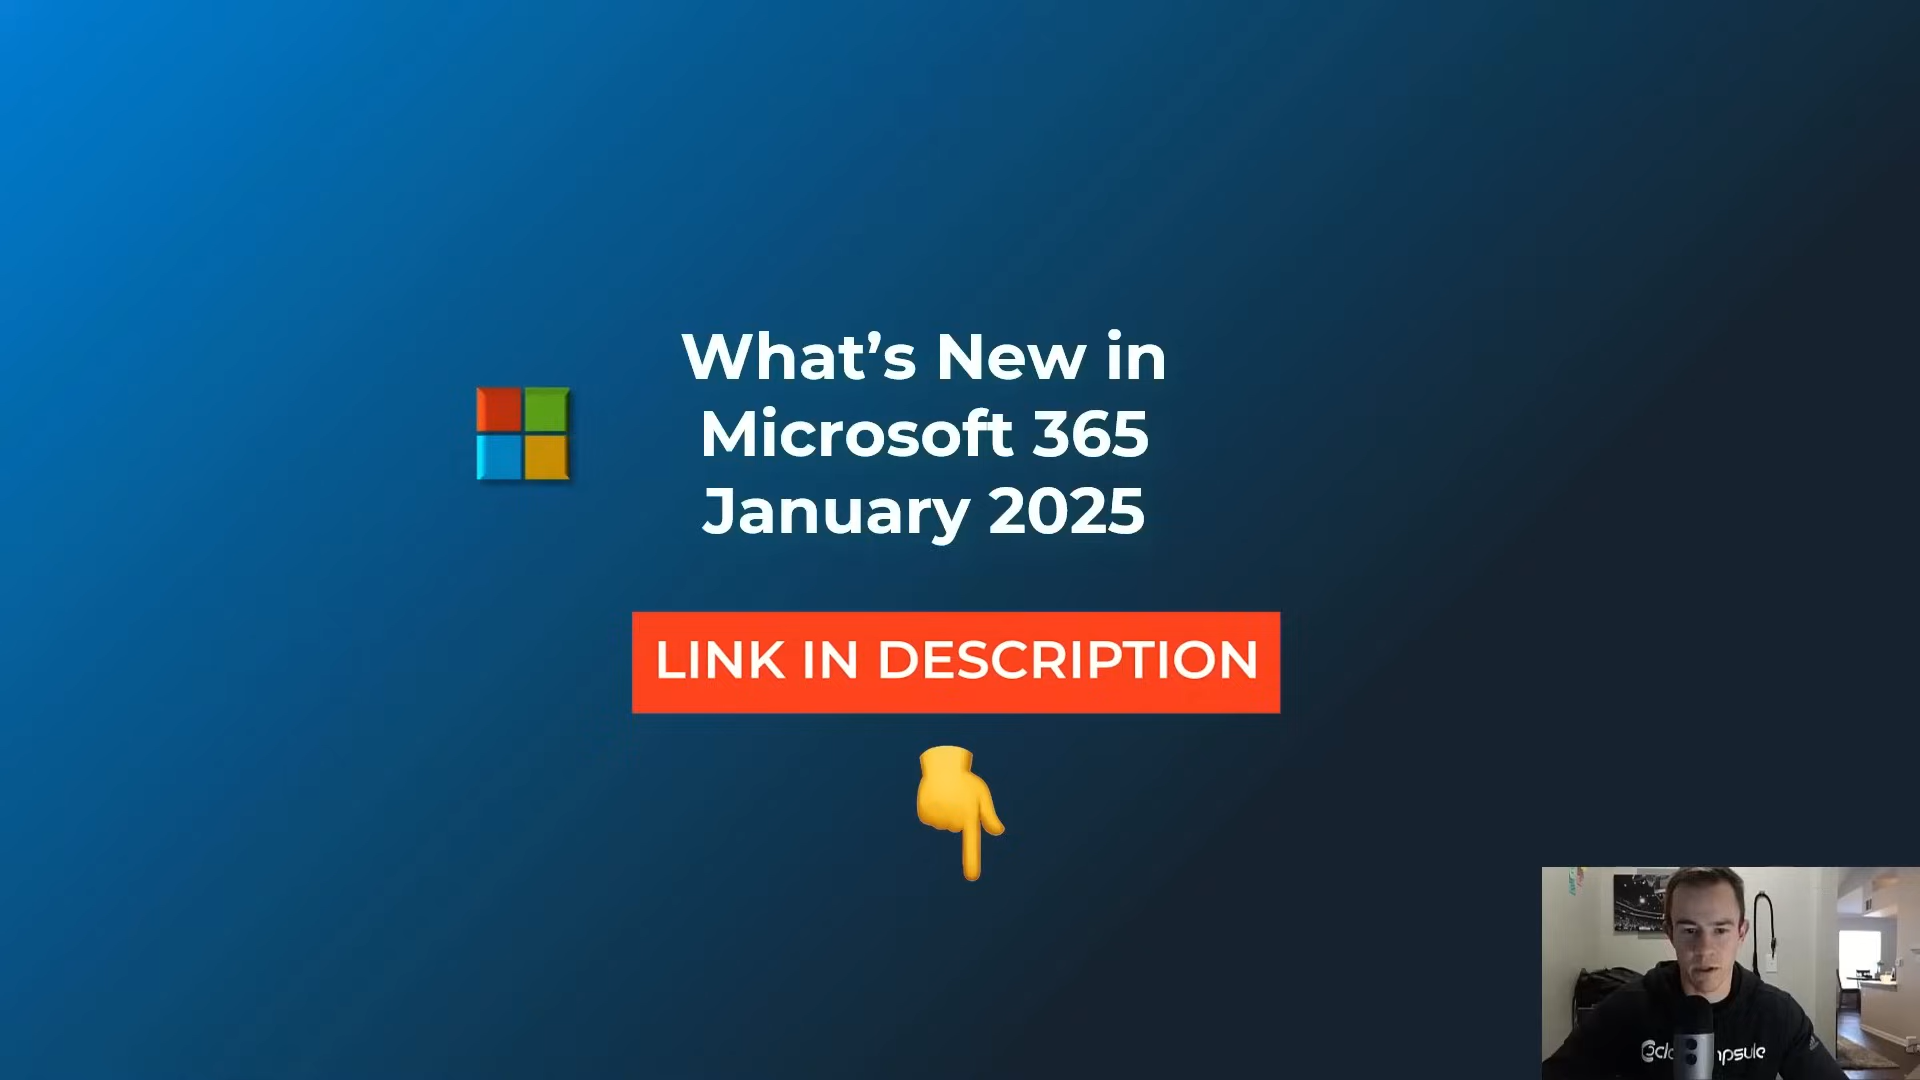 What’s New in
Microsoft 365
January 2025
LINK IN DESCRIPTION